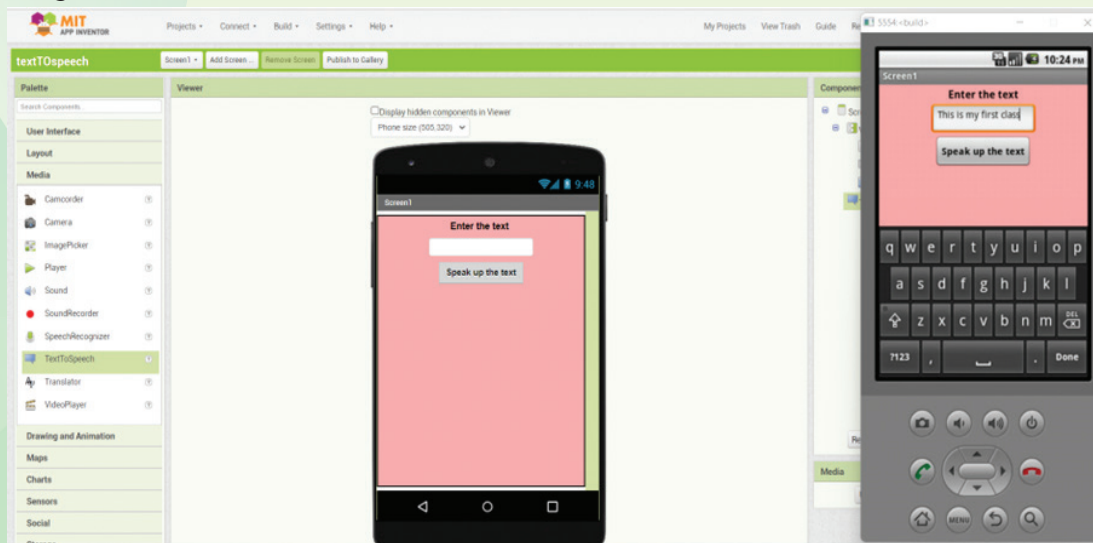 MIT
APP INVENTOR
Projects
Connect
Build
Settings
Help
My Projects
View Trash
Guide
textTOspeech
Screen1
Add Screen ...
Remove Screen
Publish to Gallery
Palette
Search Components...
User Interface
Layout
Media
Camcorder
Camera
ImagePicker
Player
Sound
SoundRecorder
SpeechRecognizer
TextToSpeech
Translator
VideoPlayer
Drawing and Animation
Maps
Charts
Sensors
Social
Viewer
Display hidden components in Viewer
Phone size (505,320)
9:48
Screen1
Enter the text
Speak up the text
Media
5554:<build>
10:24 PM
Screen1
Enter the text
This is my first class
Speak up the text
q w e r t y u i o p
a s d f g h j k l
z x c v b n m DEL
?123 , . Done
MENU